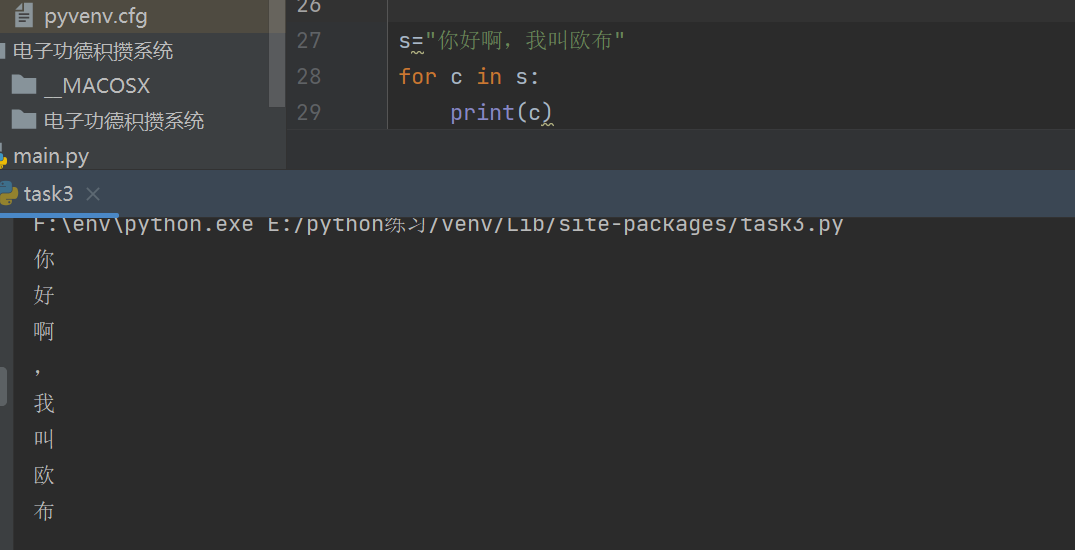 pyvenv.cfg
电子功德积攒系统
__MACOSX
电子功德积攒系统
main.py
26
27 s="你好啊，我叫欧布"
28 for c in s:
29 print(c)
task3
F:\env\python.exe E:/python练习/venv/Lib/site-packages/task3.py
你
好
啊
，
我
叫
欧
布